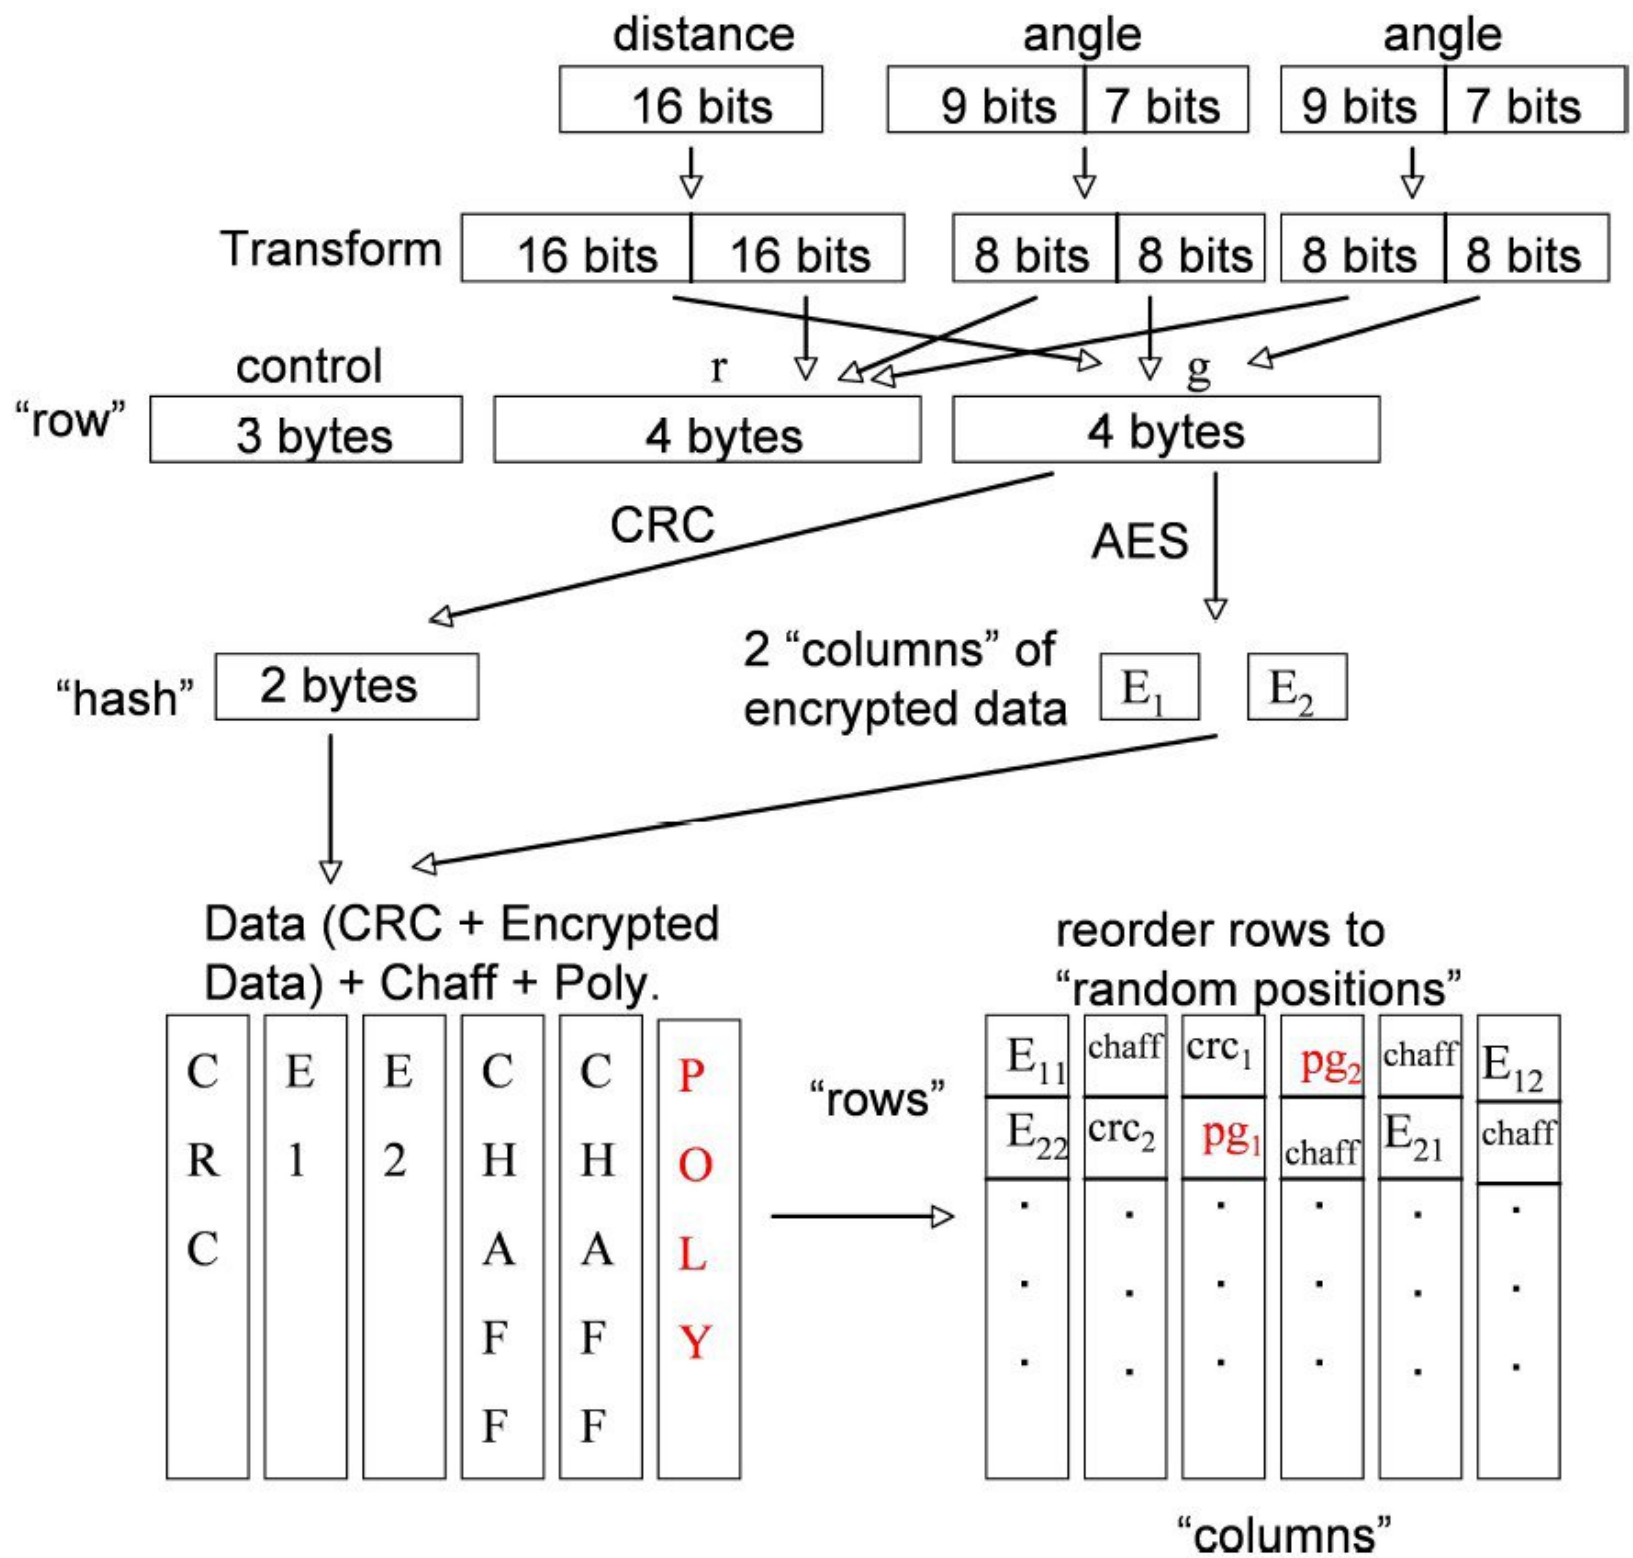 distance angle angle
16 bits 9 bits 7 bits 9 bits 7 bits
Transform 16 bits 16 bits 8 bits 8 bits 8 bits 8 bits
control r g
“row” 3 bytes 4 bytes 4 bytes
CRC AES
“hash” 2 bytes
2 “columns” of
encrypted data
E1 E2
Data (CRC + Encrypted
Data) + Chaff + Poly.
C E E C C P
R 1 2 H H O
C A A L
F F Y
F F
“rows”
reorder rows to
“random positions”
E11 chaff crc1 pg2 chaff E12
E22 crc2 pg1 chaff E21 chaff
. . . . . .
. . . . . .
. . . . . .
“columns”